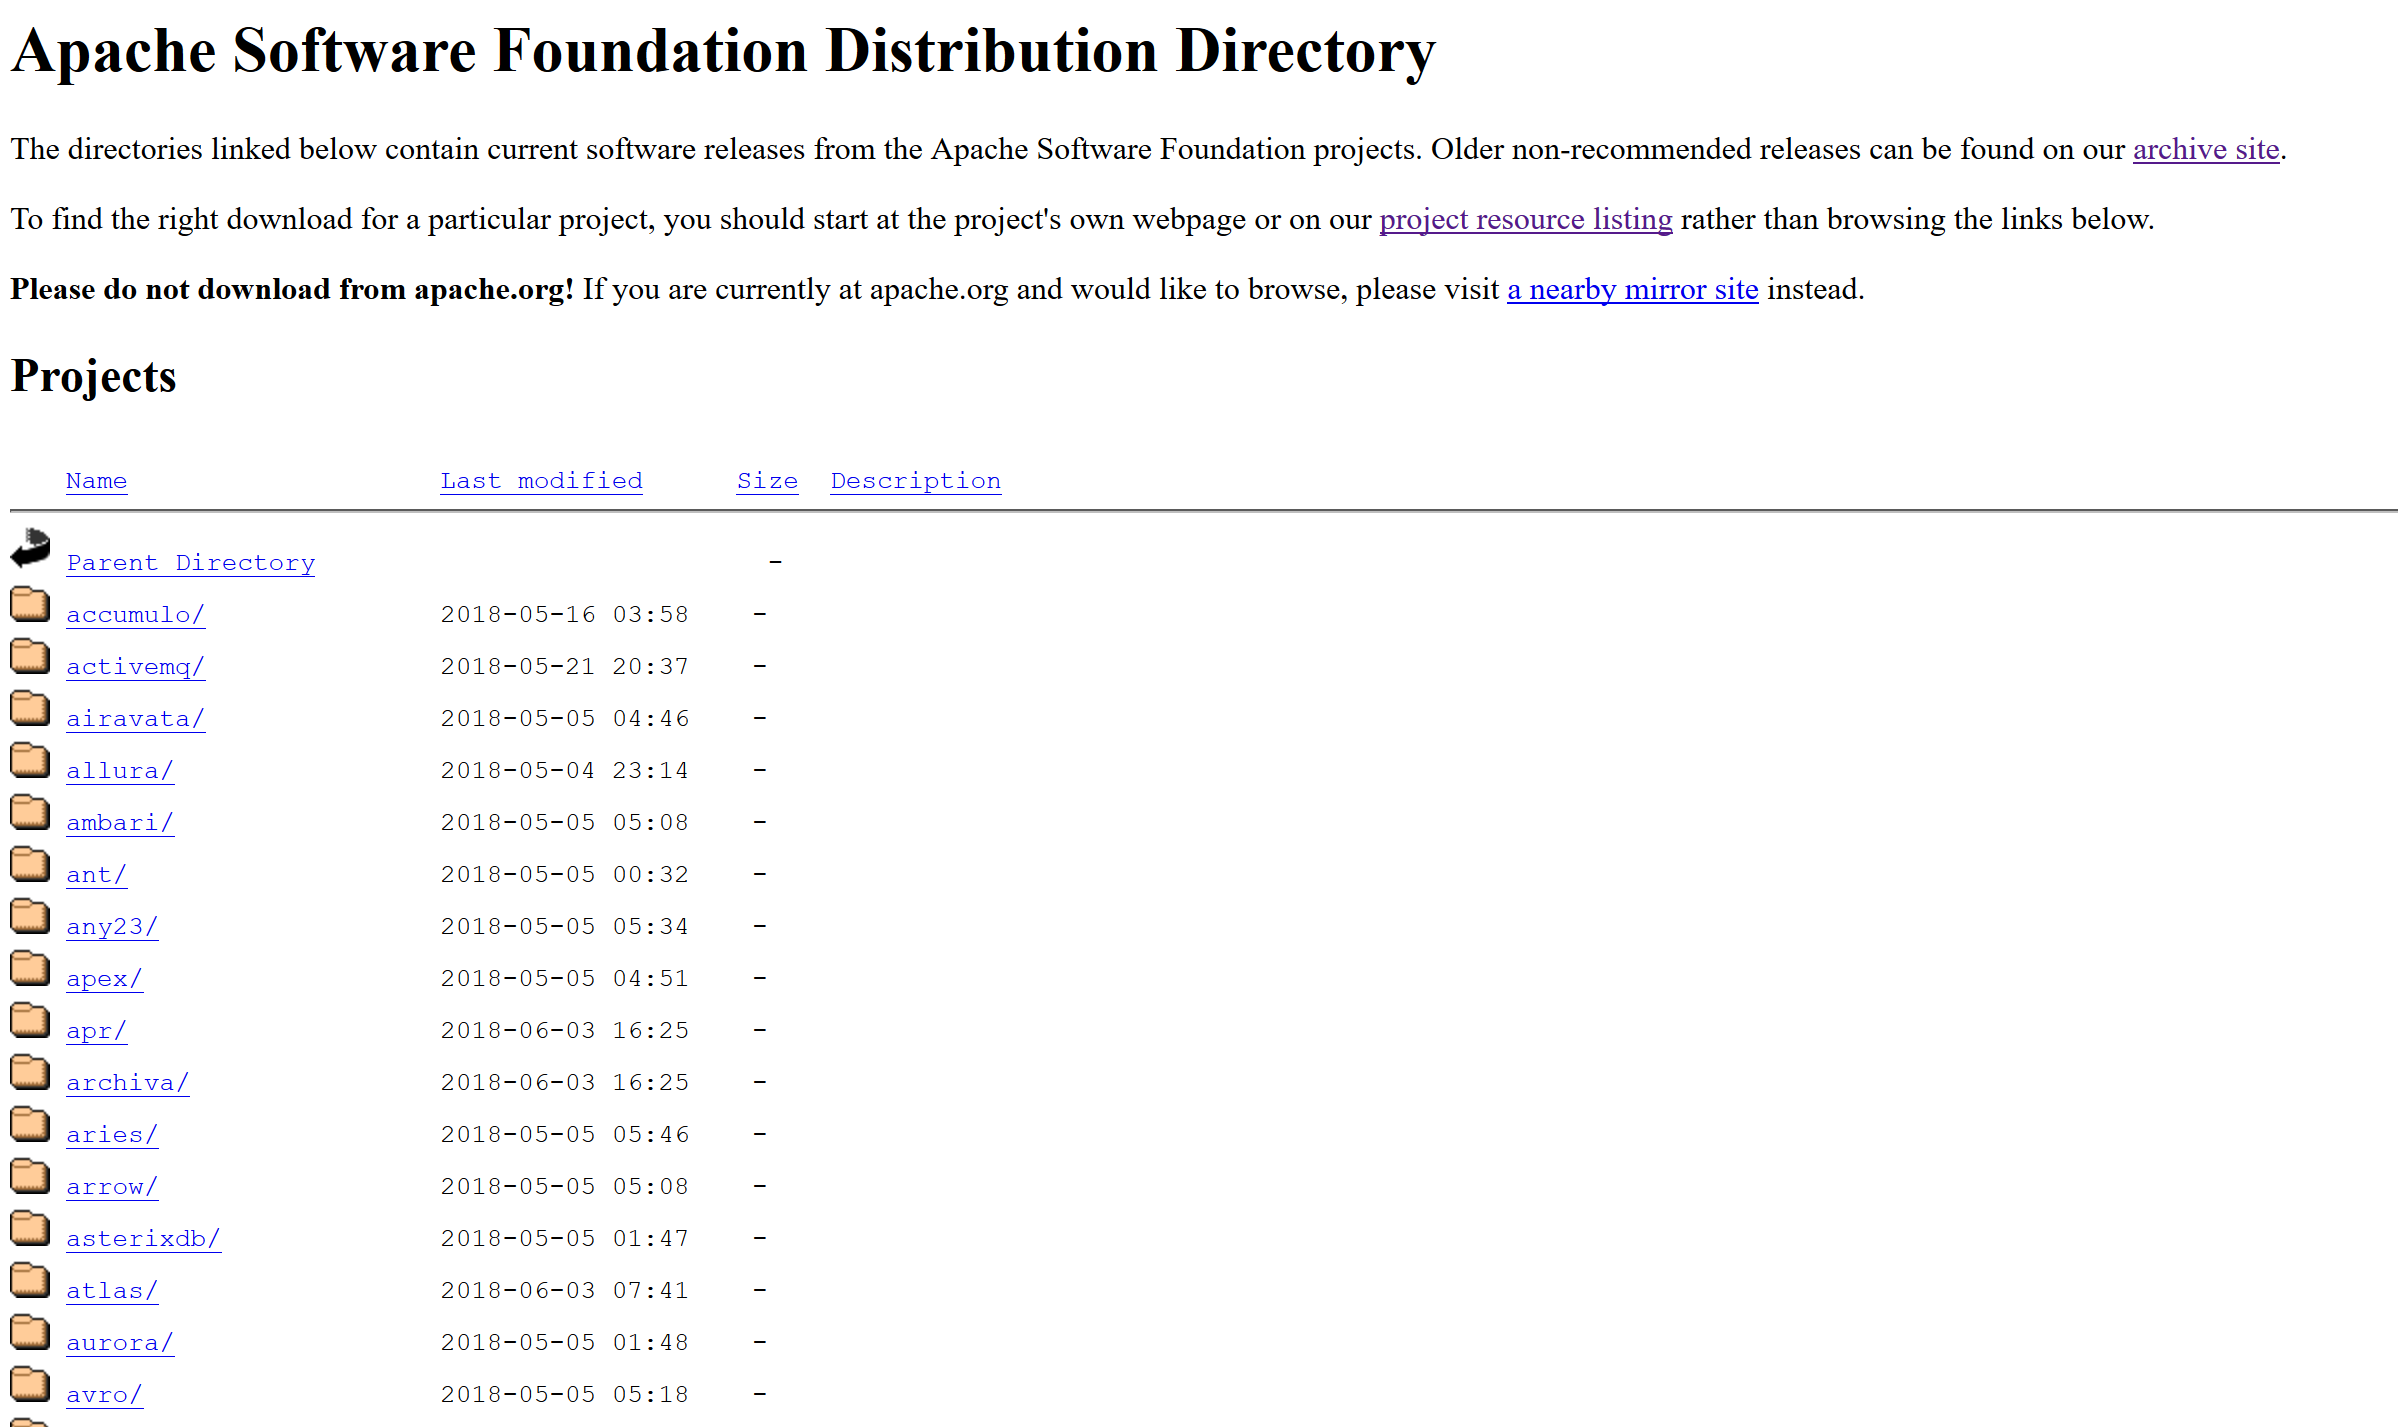 Apache Software Foundation Distribution Directory
The directories linked below contain current software releases from the Apache Software Foundation projects. Older non-recommended releases can be found on our archive site.
To find the right download for a particular project, you should start at the project's own webpage or on our project resource listing rather than browsing the links below.
Please do not download from apache.org! If you are currently at apache.org and would like to browse, please visit a nearby mirror site instead.
Projects
Name Last modified Size Description
Parent Directory -
accumulo/ 2018-05-16 03:58 -
activemq/ 2018-05-21 20:37 -
airavata/ 2018-05-05 04:46 -
allura/ 2018-05-04 23:14 -
ambari/ 2018-05-05 05:08 -
ant/ 2018-05-05 00:32 -
any23/ 2018-05-05 05:34 -
apex/ 2018-05-05 04:51 -
apr/ 2018-06-03 16:25 -
archiva/ 2018-06-03 16:25 -
aries/ 2018-05-05 05:46 -
arrow/ 2018-05-05 05:08 -
asterixdb/ 2018-05-05 01:47 -
atlas/ 2018-06-03 07:41 -
aurora/ 2018-05-05 01:48 -
avro/ 2018-05-05 05:18 -